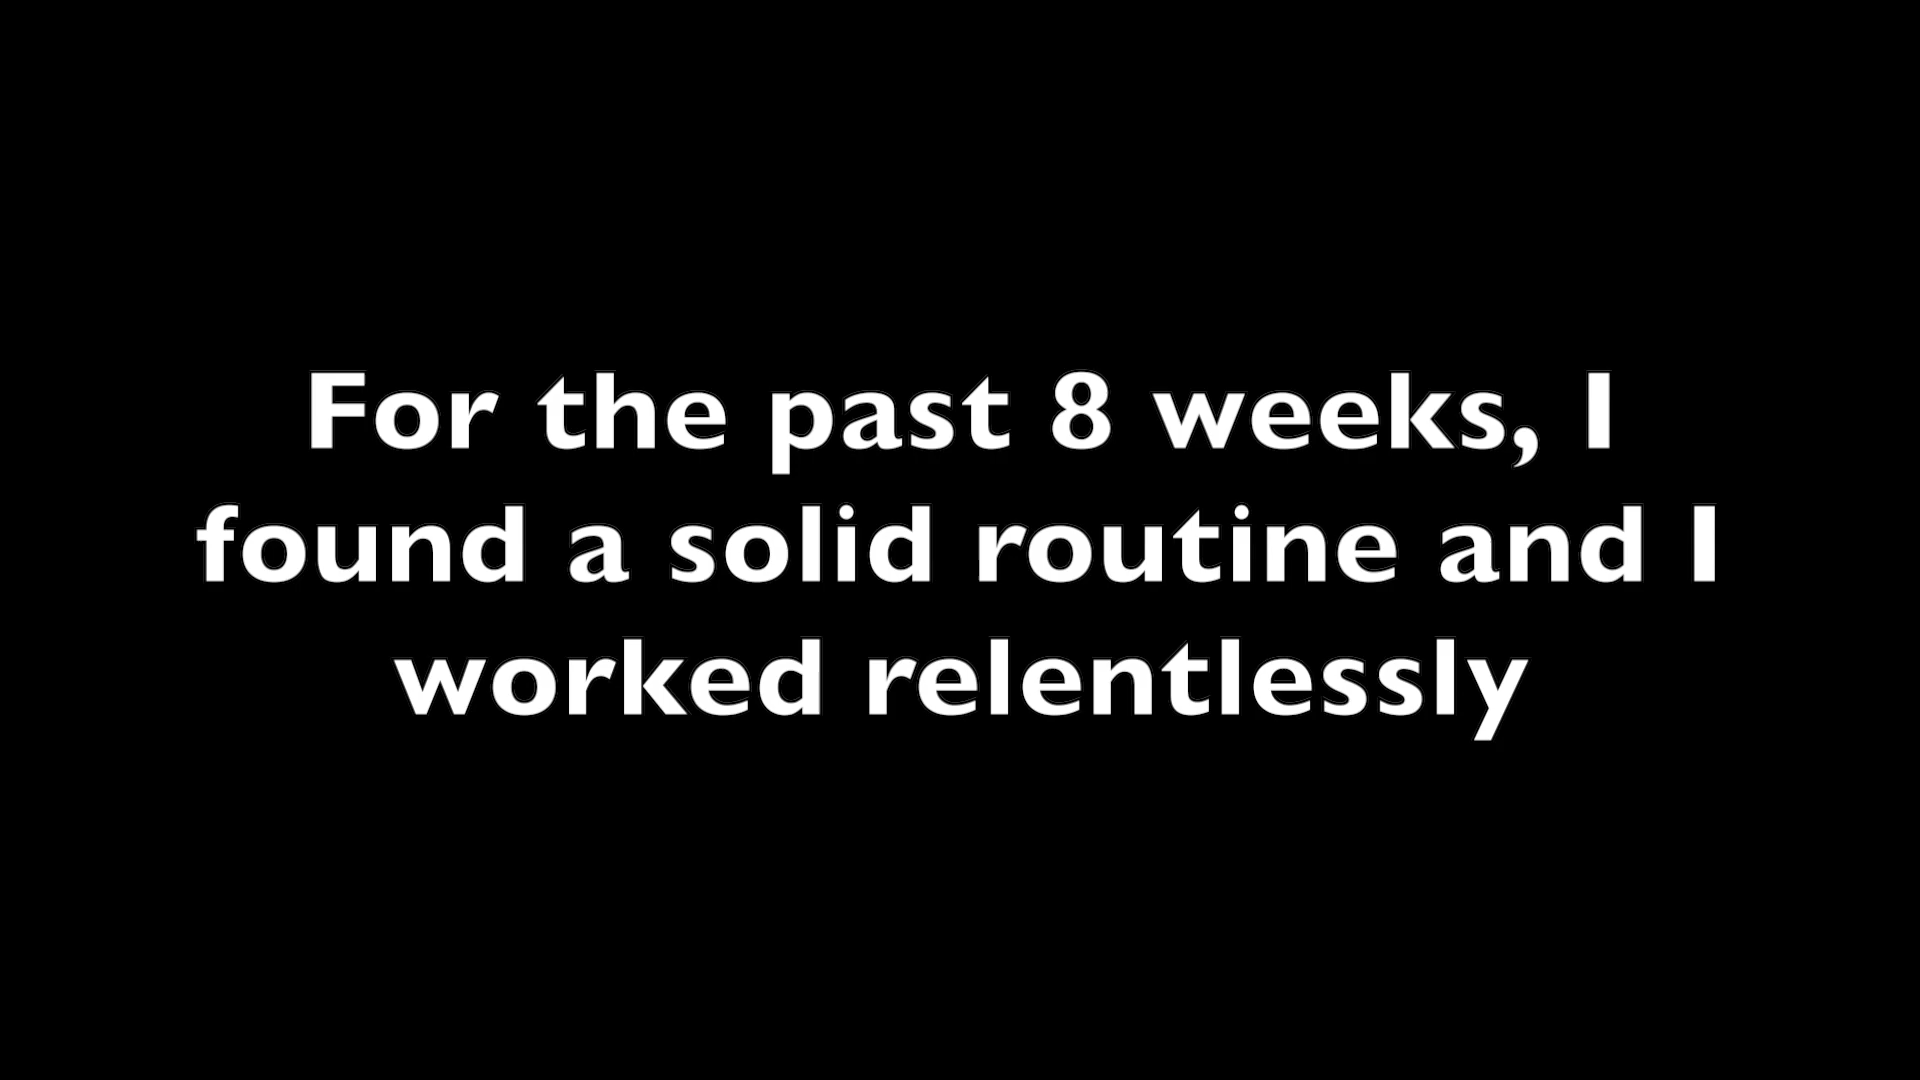 For the past 8 weeks, I
found a solid routine and I
worked relentlessly